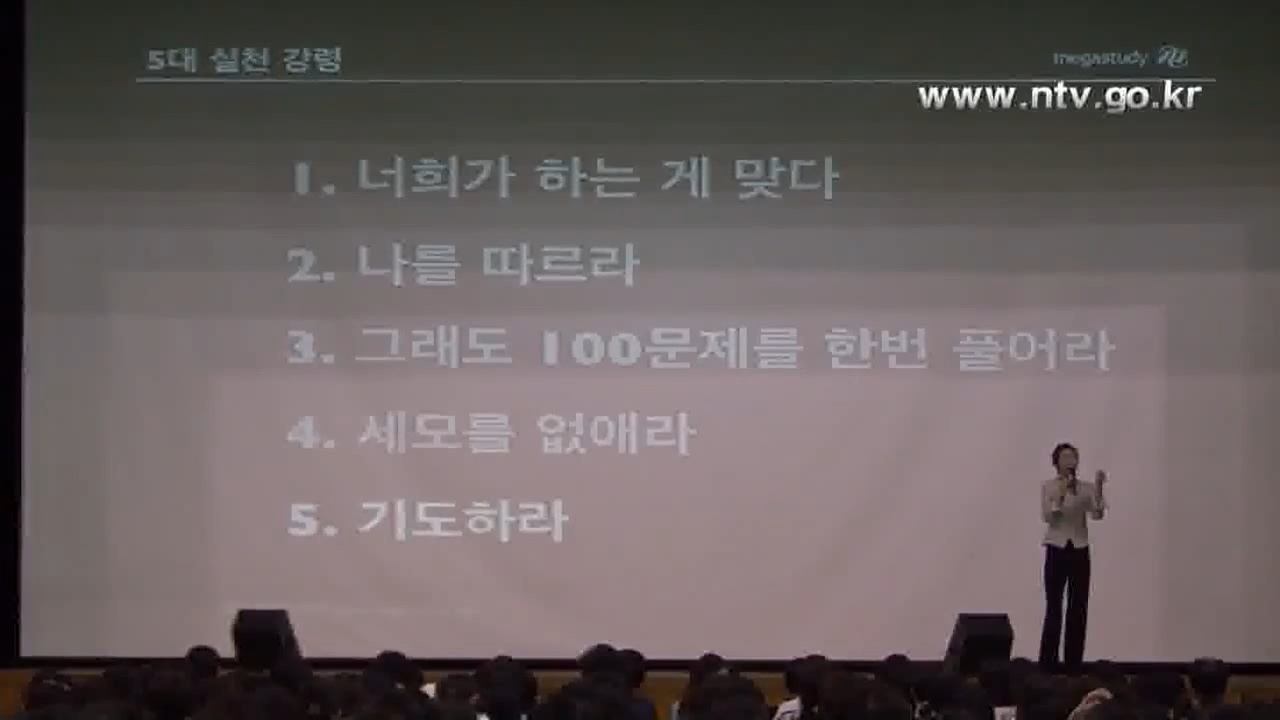 5대 실천 강령
megastudy
www.ntv.go.kr
1. 너희가 하는 게 맞다
2. 나를 따르라
3. 그래도 100문제를 한번 풀어라
4. 세모를 없애라
5. 기도하라